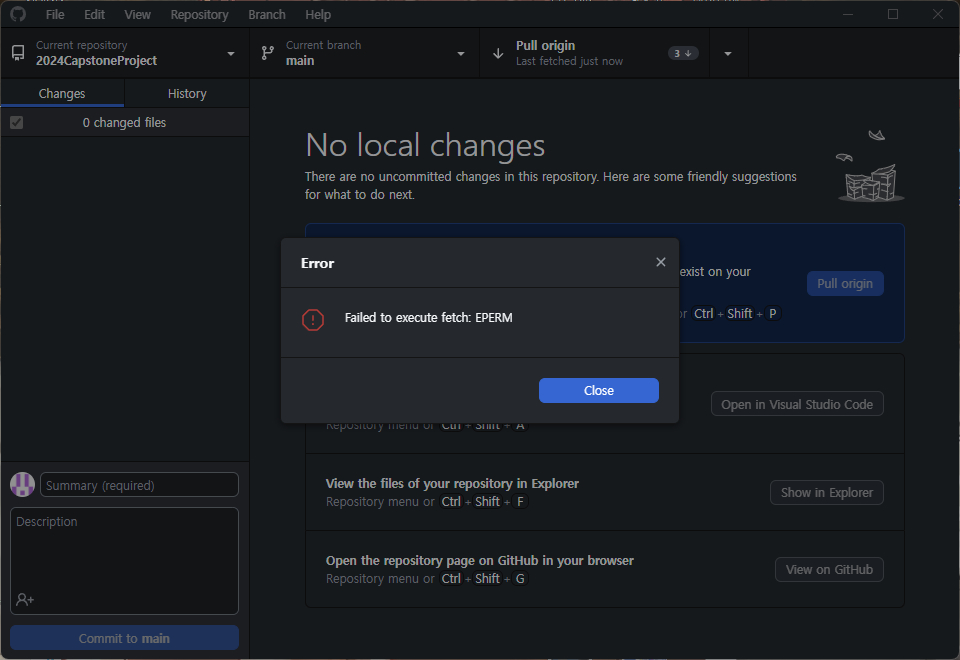 File Edit View Repository Branch Help
Current repository
2024CapstoneProject
Current branch
main
Pull origin
Last fetched just now
3
Changes History
0 changed files
No local changes
There are no uncommitted changes in this repository. Here are some friendly suggestions
for what to do next.
Error
exist on your
Pull origin
Failed to execute fetch: EPERM
or Ctrl + Shift + P
Close
Open in Visual Studio Code
Repository menu or Ctrl + Shift + A
View the files of your repository in Explorer
Repository menu or Ctrl + Shift + F
Show in Explorer
Open the repository page on GitHub in your browser
Repository menu or Ctrl + Shift + G
View on GitHub
Summary (required)
Description
Commit to main